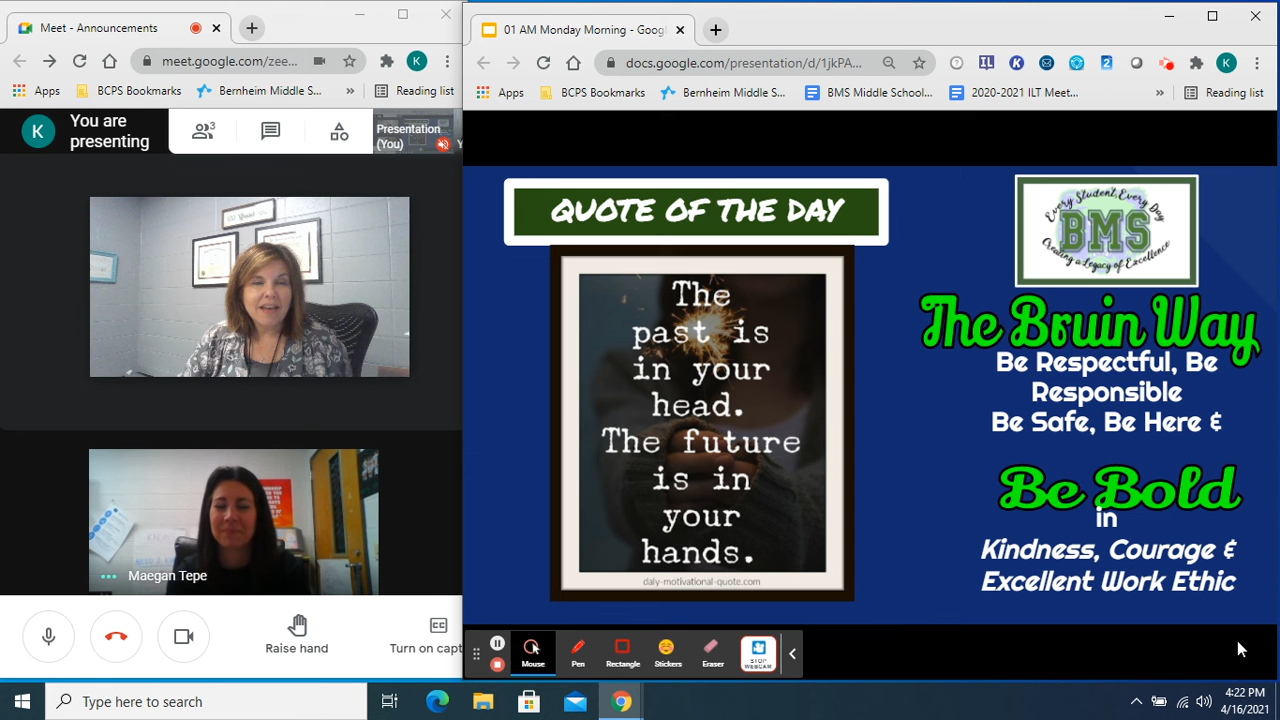 Meet - Announcements
meet.google.com/zee...
Apps
BCPS Bookmarks
Bernheim Middle S...
»
Reading list
K
You are
presenting
3
Presentation
(You)
Maegan Tepe
Raise hand
Turn on capt
01 AM Monday Morning - Googl
docs.google.com/presentation/d/1jkPA...
Apps
BCPS Bookmarks
Bernheim Middle S...
BMS Middle School...
2020-2021 ILT Meet...
»
Reading list
QUOTE OF THE DAY
The
past is
in your
head.
The future
is in
your
hands.
daly-motivational-quote.com
Every Student, Every Day
BMS
Creating a Legacy of Excellence
The Bruin Way
Be Respectful, Be
Responsible
Be Safe, Be Here &
Be Bold
in
Kindness, Courage &
Excellent Work Ethic
Mouse
Pen
Rectangle
Stickers
Eraser
STOP
WEBCAM
Type here to search
4:22 PM
4/16/2021